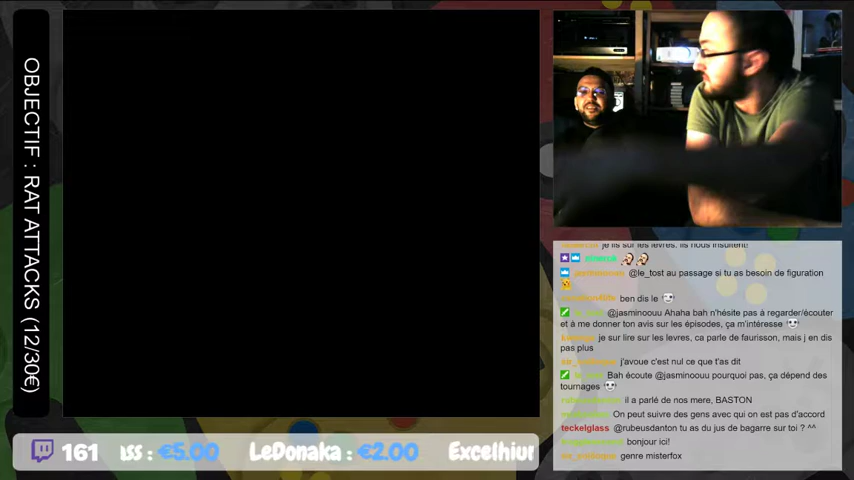 OBJECTIF : RAT ATTACKS (12/30€)
je lis sur les levres. ils nous insultent!
@le_tost au passage si tu as besoin de figuration
ben dis le
@jasminoouu Ahaha bah n'hésite pas à regarder/écouter
et à me donner ton avis sur les épisodes, ça m'intéresse
je sur lire sur les levres, ca parle de faurisson, mais j en dis
pas plus
j'avoue c'est nul ce que t'as dit
Bah écoute @jasminoouu pourquoi pas, ça dépend des
tournages
il a parlé de nos mere, BASTON
On peut suivre des gens avec qui on est pas d'accord
teckelglass @rubeusdanton tu as du jus de bagarre sur toi ? ^^
bonjour ici!
genre misterfox
161 iss : €5.00 LeDonaka : €2.00 Excelhiur